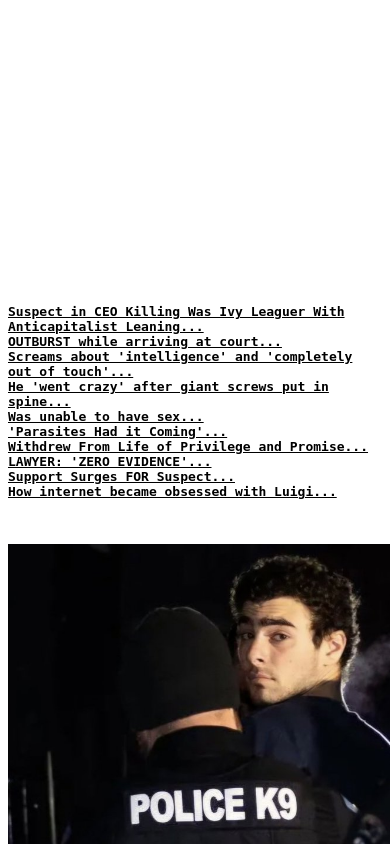 Suspect in CEO Killing Was Ivy Leaguer With
Anticapitalist Leaning...
OUTBURST while arriving at court...
Screams about 'intelligence' and 'completely
out of touch'...
He 'went crazy' after giant screws put in
spine...
Was unable to have sex...
'Parasites Had it Coming'...
Withdrew From Life of Privilege and Promise...
LAWYER: 'ZERO EVIDENCE'...
Support Surges FOR Suspect...
How internet became obsessed with Luigi...
POLICE K9